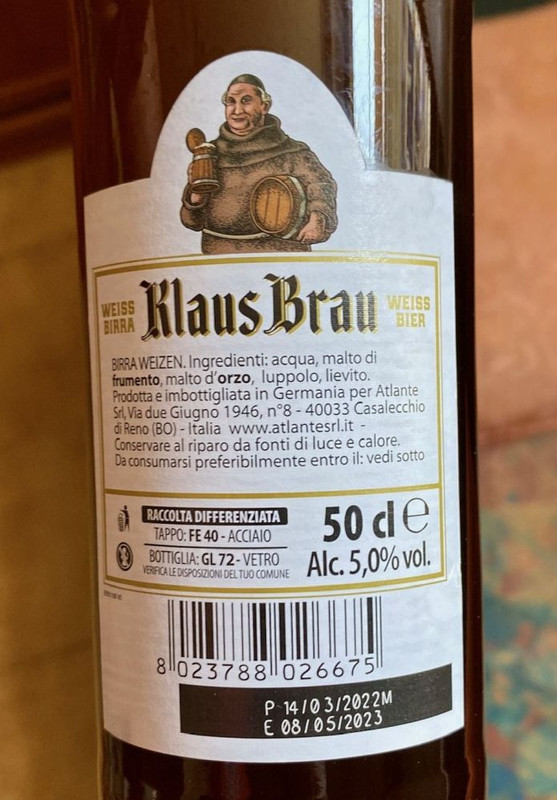 WEISS BIRRA Klaus Brau WEISS BIER
BIRRA WEIZEN. Ingredienti: acqua, malto di
frumento, malto d'orzo, luppolo, lievito.
Prodotta e imbottigliata in Germania per Atlante
Srl, Via due Giugno 1946, n°8 - 40033 Casalecchio
di Reno (BO) - Italia www.atlantesrl.it -
Conservare al riparo da fonti di luce e calore.
Da consumarsi preferibilmente entro il: vedi sotto
RACCOLTA DIFFERENZIATA
TAPPO: FE 40 - ACCIAIO
BOTTIGLIA: GL 72 - VETRO
VERIFICA LE DISPOSIZIONI DEL TUO COMUNE
50 cl e
Alc. 5,0% vol.
8 023788 026675
P 14/03/2022M
E 08/05/2023